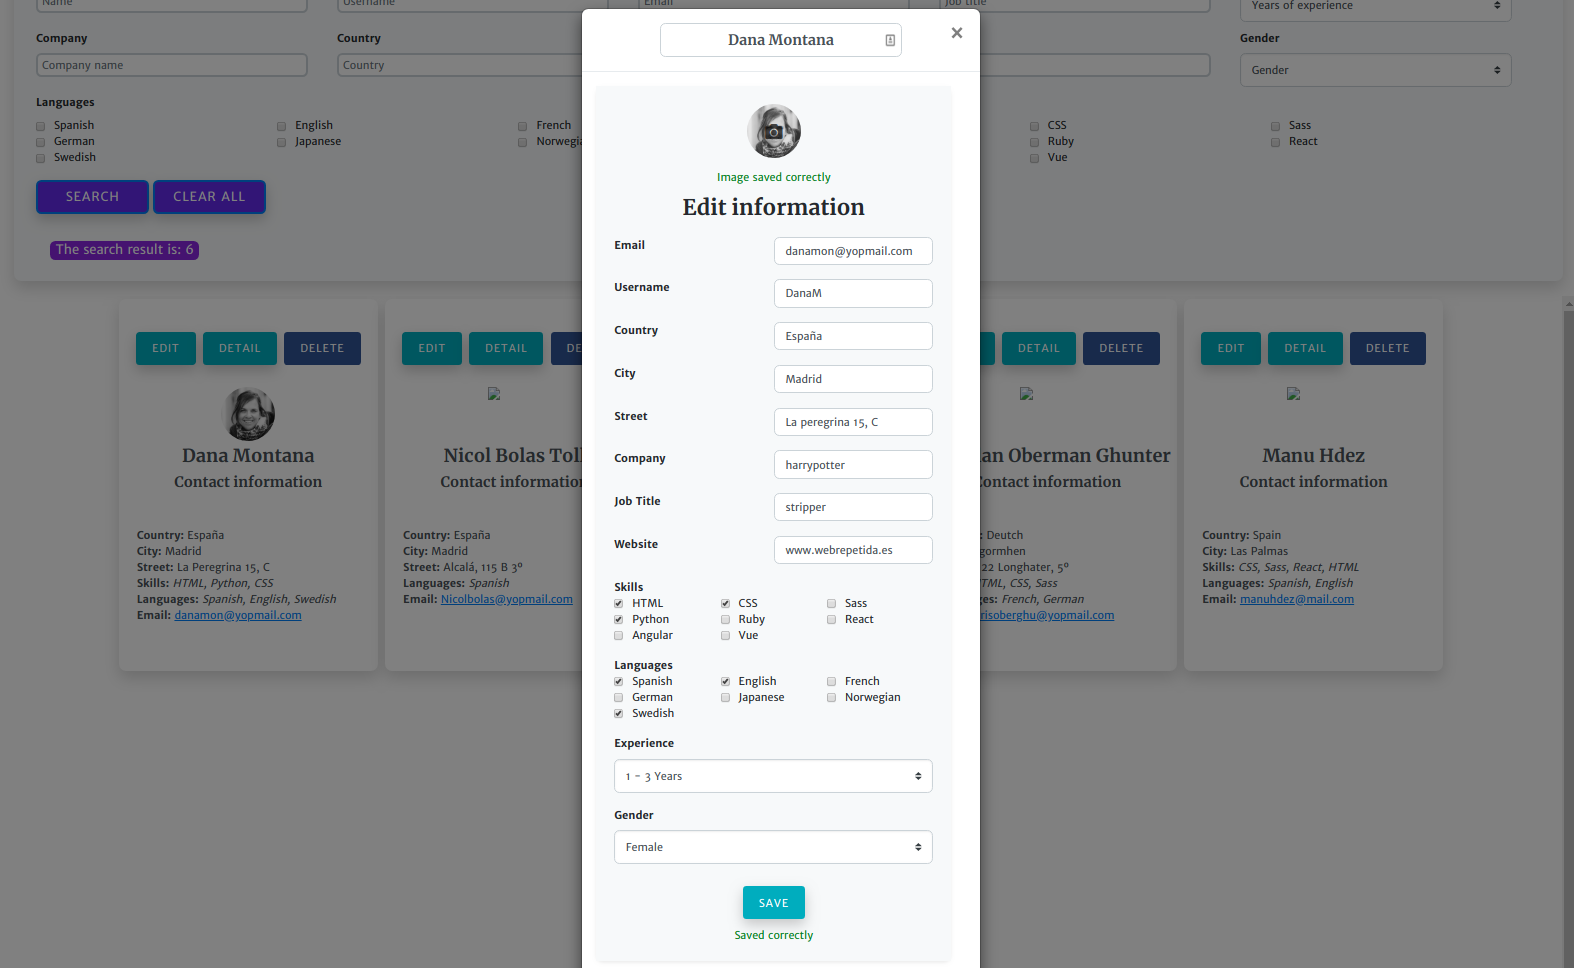 Name
Username
Email
Job title
Years of experience
Company
Country
Gender
Company name
Country
Gender
Languages
Spanish
English
French
CSS
Sass
German
Japanese
Ruby
React
Swedish
Vue
SEARCH
CLEAR ALL
The search result is: 6
EDIT
DETAIL
DELETE
Dana Montana
Contact information
Country: España
City: Madrid
Street: La Peregrina 15, C
Skills: HTML, Python, CSS
Languages: Spanish, English, Swedish
Email: danamon@yopmail.com
EDIT
DETAIL
DE
Nicol Bolas Toll
Contact information
Country: España
City: Madrid
Street: Alcalá, 115 B 3º
Languages: Spanish
Email: Nicolbolas@yopmail.com
Dana Montana
×
Image saved correctly
Edit information
Email
danamon@yopmail.com
Username
DanaM
Country
España
City
Madrid
Street
La peregrina 15, C
Company
harrypotter
Job Title
stripper
Website
www.webrepetida.es
Skills
HTML
CSS
Sass
Python
Ruby
React
Angular
Vue
Languages
Spanish
English
French
German
Japanese
Norwegian
Swedish
Experience
1 - 3 Years
Gender
Female
SAVE
Saved correctly
DETAIL
DELETE
an Oberman Ghunter
ontact information
Deutch
gormhen
22 Longhater, 5º
TML, CSS, Sass
ges: French, German
risoberghu@yopmail.com
EDIT
DETAIL
DELETE
Manu Hdez
Contact information
Country: Spain
City: Las Palmas
Skills: CSS, Sass, React, HTML
Languages: Spanish, English
Email: manuhdez@mail.com